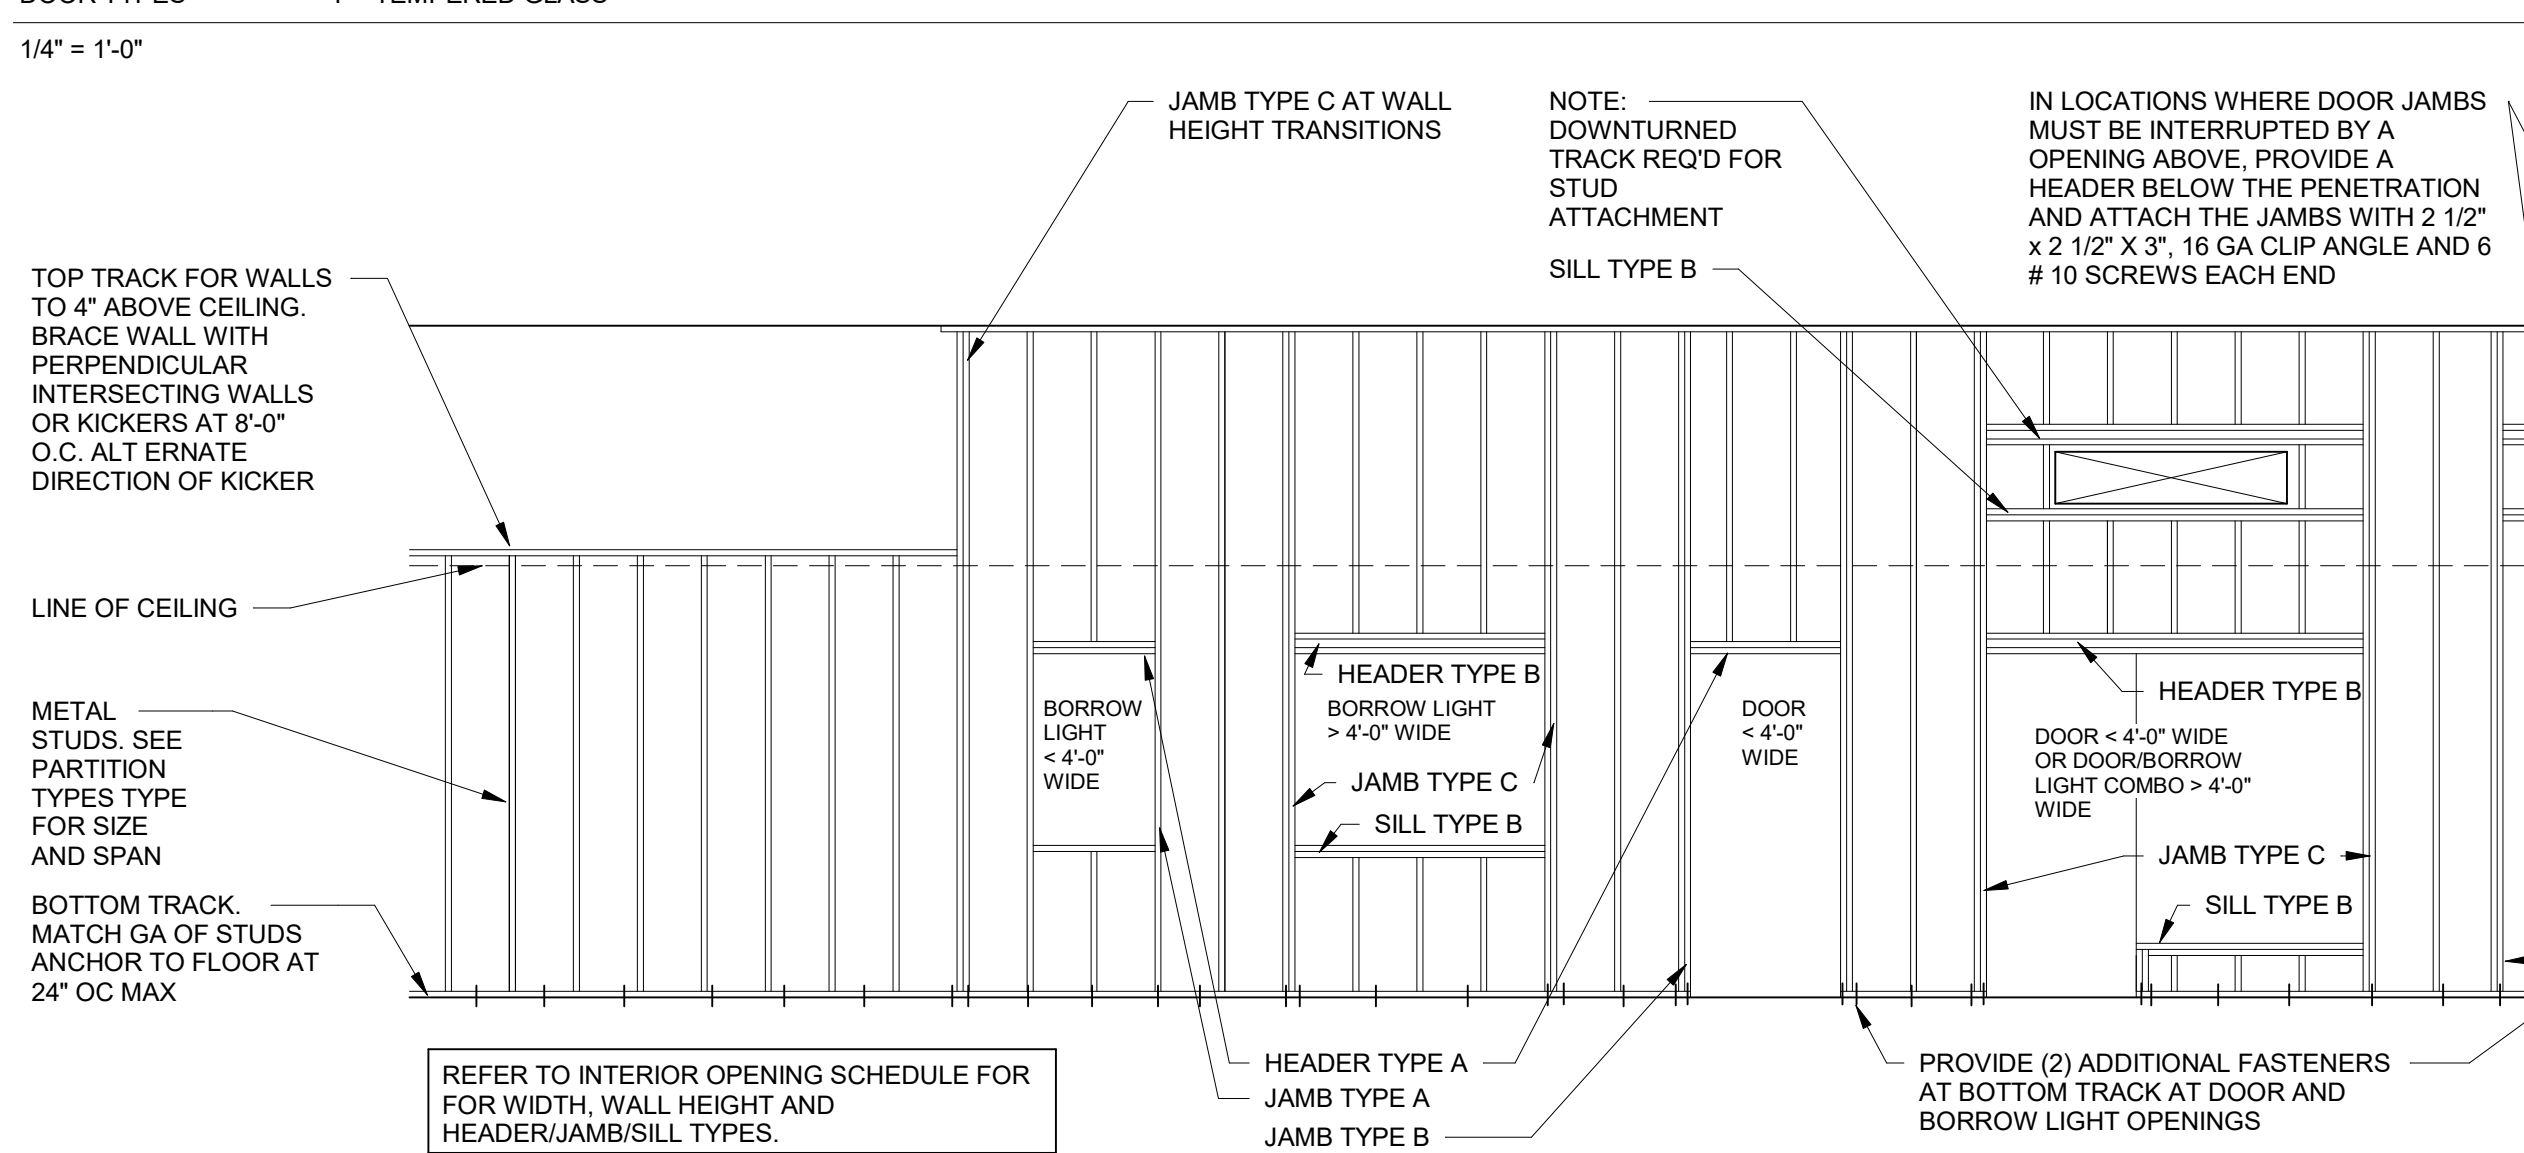 1/4" = 1'-0"
JAMB TYPE C AT WALL
HEIGHT TRANSITIONS
NOTE:
DOWNTURNED
TRACK REQ'D FOR
STUD
ATTACHMENT
SILL TYPE B
IN LOCATIONS WHERE DOOR JAMBS
MUST BE INTERRUPTED BY A
OPENING ABOVE, PROVIDE A
HEADER BELOW THE PENETRATION
AND ATTACH THE JAMBS WITH 2 1/2"
x 2 1/2" X 3", 16 GA CLIP ANGLE AND 6
# 10 SCREWS EACH END
TOP TRACK FOR WALLS
TO 4" ABOVE CEILING.
BRACE WALL WITH
PERPENDICULAR
INTERSECTING WALLS
OR KICKERS AT 8'-0"
O.C. ALT ERNATE
DIRECTION OF KICKER
LINE OF CEILING
METAL
STUDS. SEE
PARTITION
TYPES TYPE
FOR SIZE
AND SPAN
BOTTOM TRACK.
MATCH GA OF STUDS
ANCHOR TO FLOOR AT
24" OC MAX
BORROW
LIGHT
< 4'-0"
WIDE
HEADER TYPE B
BORROW LIGHT
> 4'-0" WIDE
JAMB TYPE C
SILL TYPE B
DOOR
< 4'-0"
WIDE
HEADER TYPE B
DOOR < 4'-0" WIDE
OR DOOR/BORROW
LIGHT COMBO > 4'-0"
WIDE
JAMB TYPE C
SILL TYPE B
REFER TO INTERIOR OPENING SCHEDULE FOR
FOR WIDTH, WALL HEIGHT AND
HEADER/JAMB/SILL TYPES.
HEADER TYPE A
JAMB TYPE A
JAMB TYPE B
PROVIDE (2) ADDITIONAL FASTENERS
AT BOTTOM TRACK AT DOOR AND
BORROW LIGHT OPENINGS